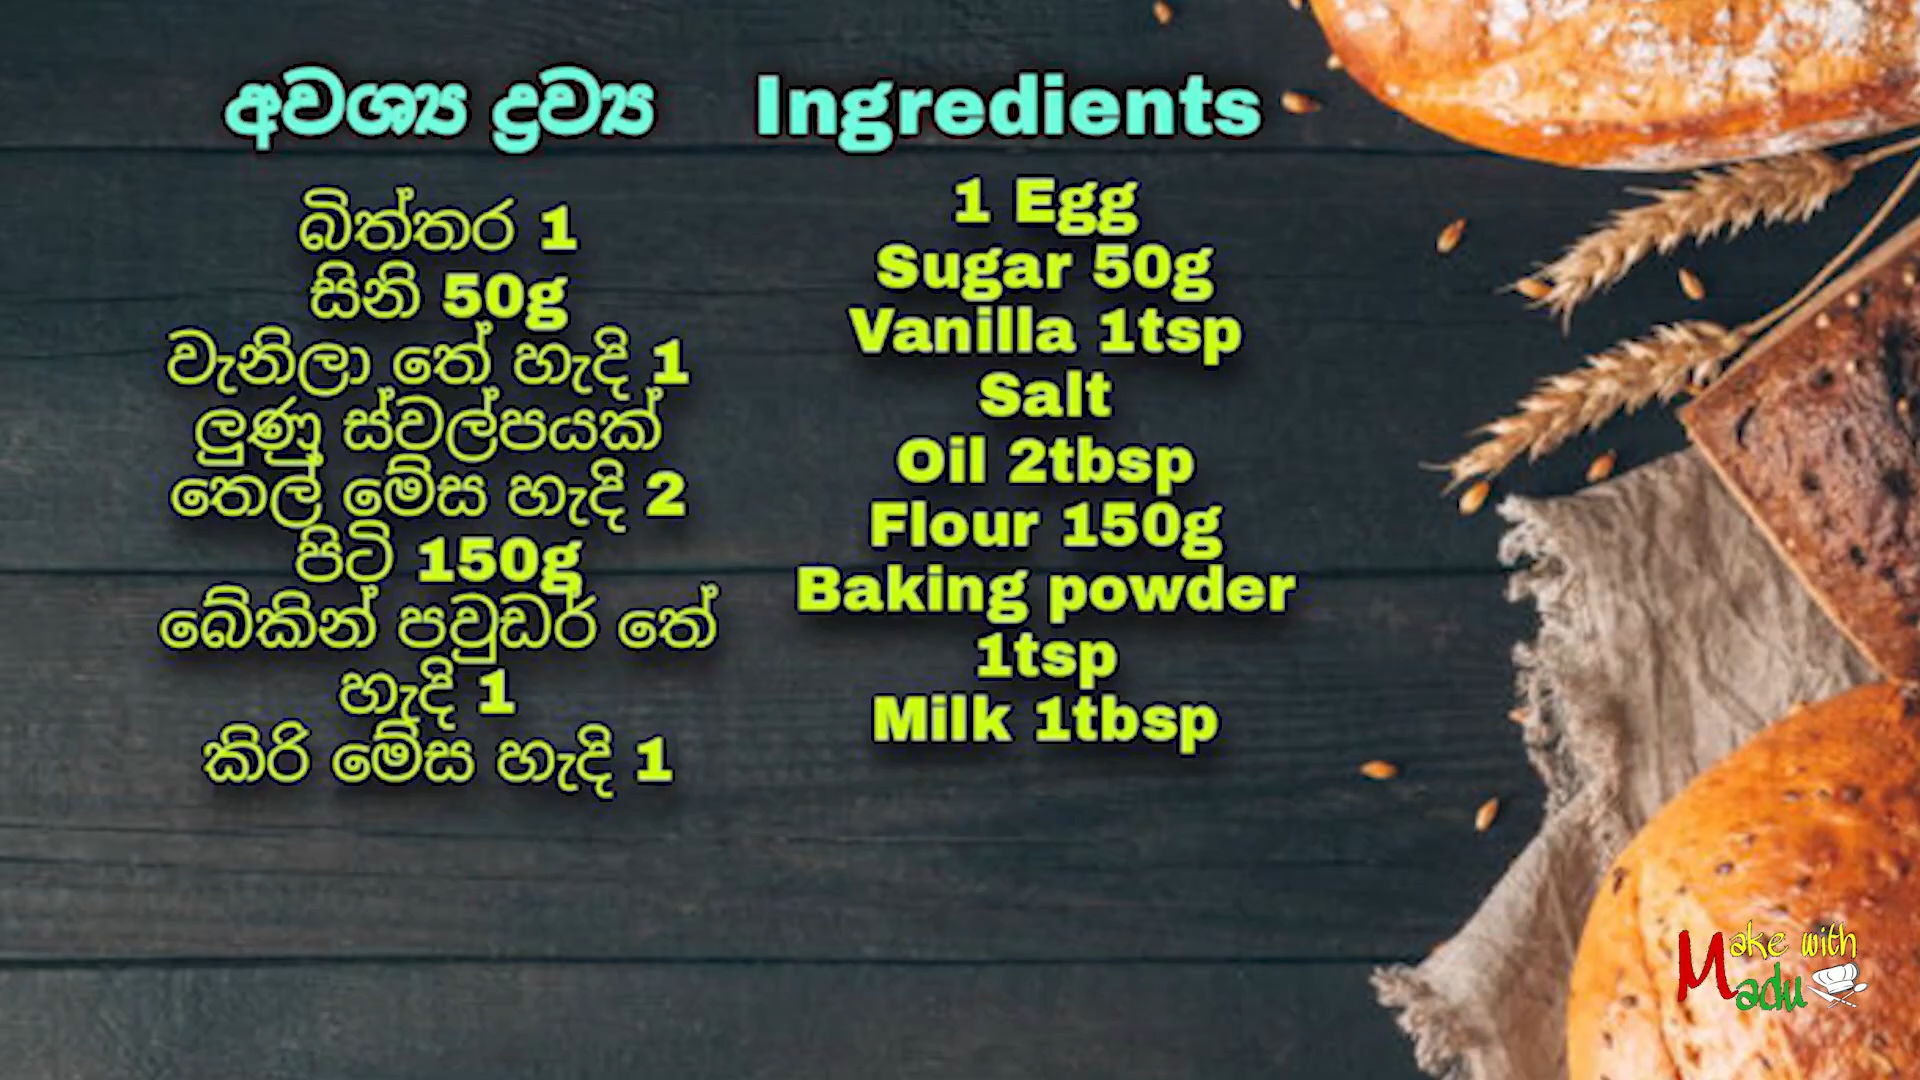 අවශ්‍ය ද්‍රව්‍ය
බිත්තර 1
සිනි 50g
වැනිලා තේ හැදි 1
ලුණු ස්වල්පයක්
තෙල් මේස හැදි 2
පිටි 150g
බේකින් පවුඩර් තේ
හැදි 1
කිරි මේස හැදි 1
Ingredients
1 Egg
Sugar 50g
Vanilla 1tsp
Salt
Oil 2tbsp
Flour 150g
Baking powder
1tsp
Milk 1tbsp
Make with
Madu